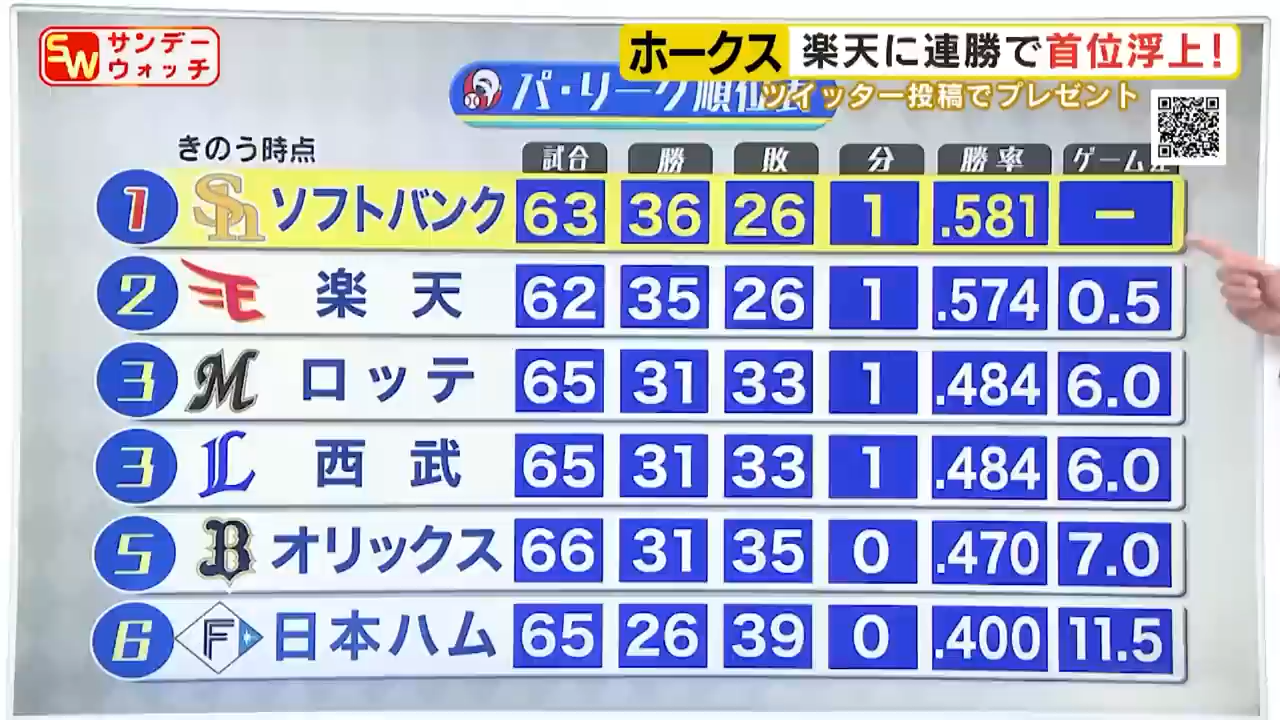 SW サンデーウォッチ
ホークス 楽天に連勝で首位浮上!
ツイッター投稿でプレゼント
パ・リーグ順位表
きのう時点
試合 勝 敗 分 勝率 ゲーム差
1 Sh ソフトバンク 63 36 26 1 .581 ー
2 E 楽天 62 35 26 1 .574 0.5
3 M ロッテ 65 31 33 1 .484 6.0
3 L 西武 65 31 33 1 .484 6.0
5 B オリックス 66 31 35 0 .470 7.0
6 F 日本ハム 65 26 39 0 .400 11.5